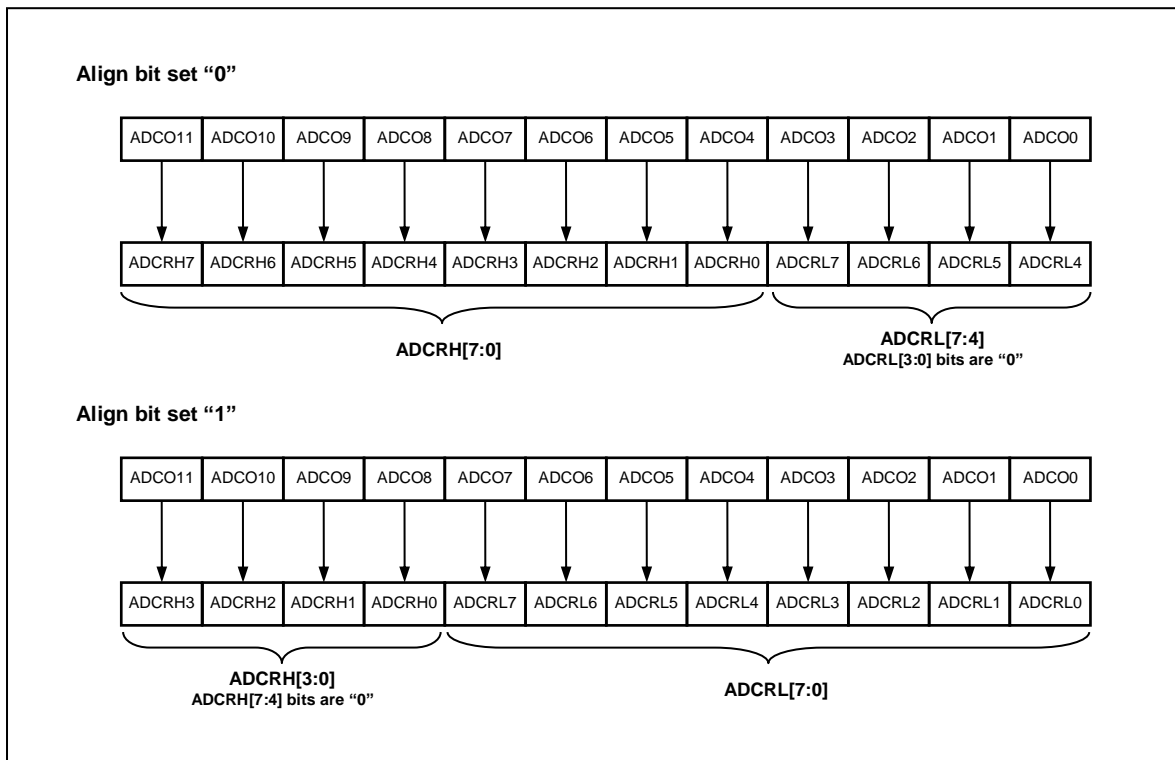 Align bit set “0”
ADCO11 ADCO10 ADCO9 ADCO8 ADCO7 ADCO6 ADCO5 ADCO4 ADCO3 ADCO2 ADCO1 ADCO0
ADCRH7 ADCRH6 ADCRH5 ADCRH4 ADCRH3 ADCRH2 ADCRH1 ADCRH0 ADCRL7 ADCRL6 ADCRL5 ADCRL4
ADCRH[7:0]
ADCRL[7:4]
ADCRL[3:0] bits are “0”
Align bit set “1”
ADCO11 ADCO10 ADCO9 ADCO8 ADCO7 ADCO6 ADCO5 ADCO4 ADCO3 ADCO2 ADCO1 ADCO0
ADCRH3 ADCRH2 ADCRH1 ADCRH0 ADCRL7 ADCRL6 ADCRL5 ADCRL4 ADCRL3 ADCRL2 ADCRL1 ADCRL0
ADCRH[3:0]
ADCRH[7:4] bits are “0”
ADCRL[7:0]